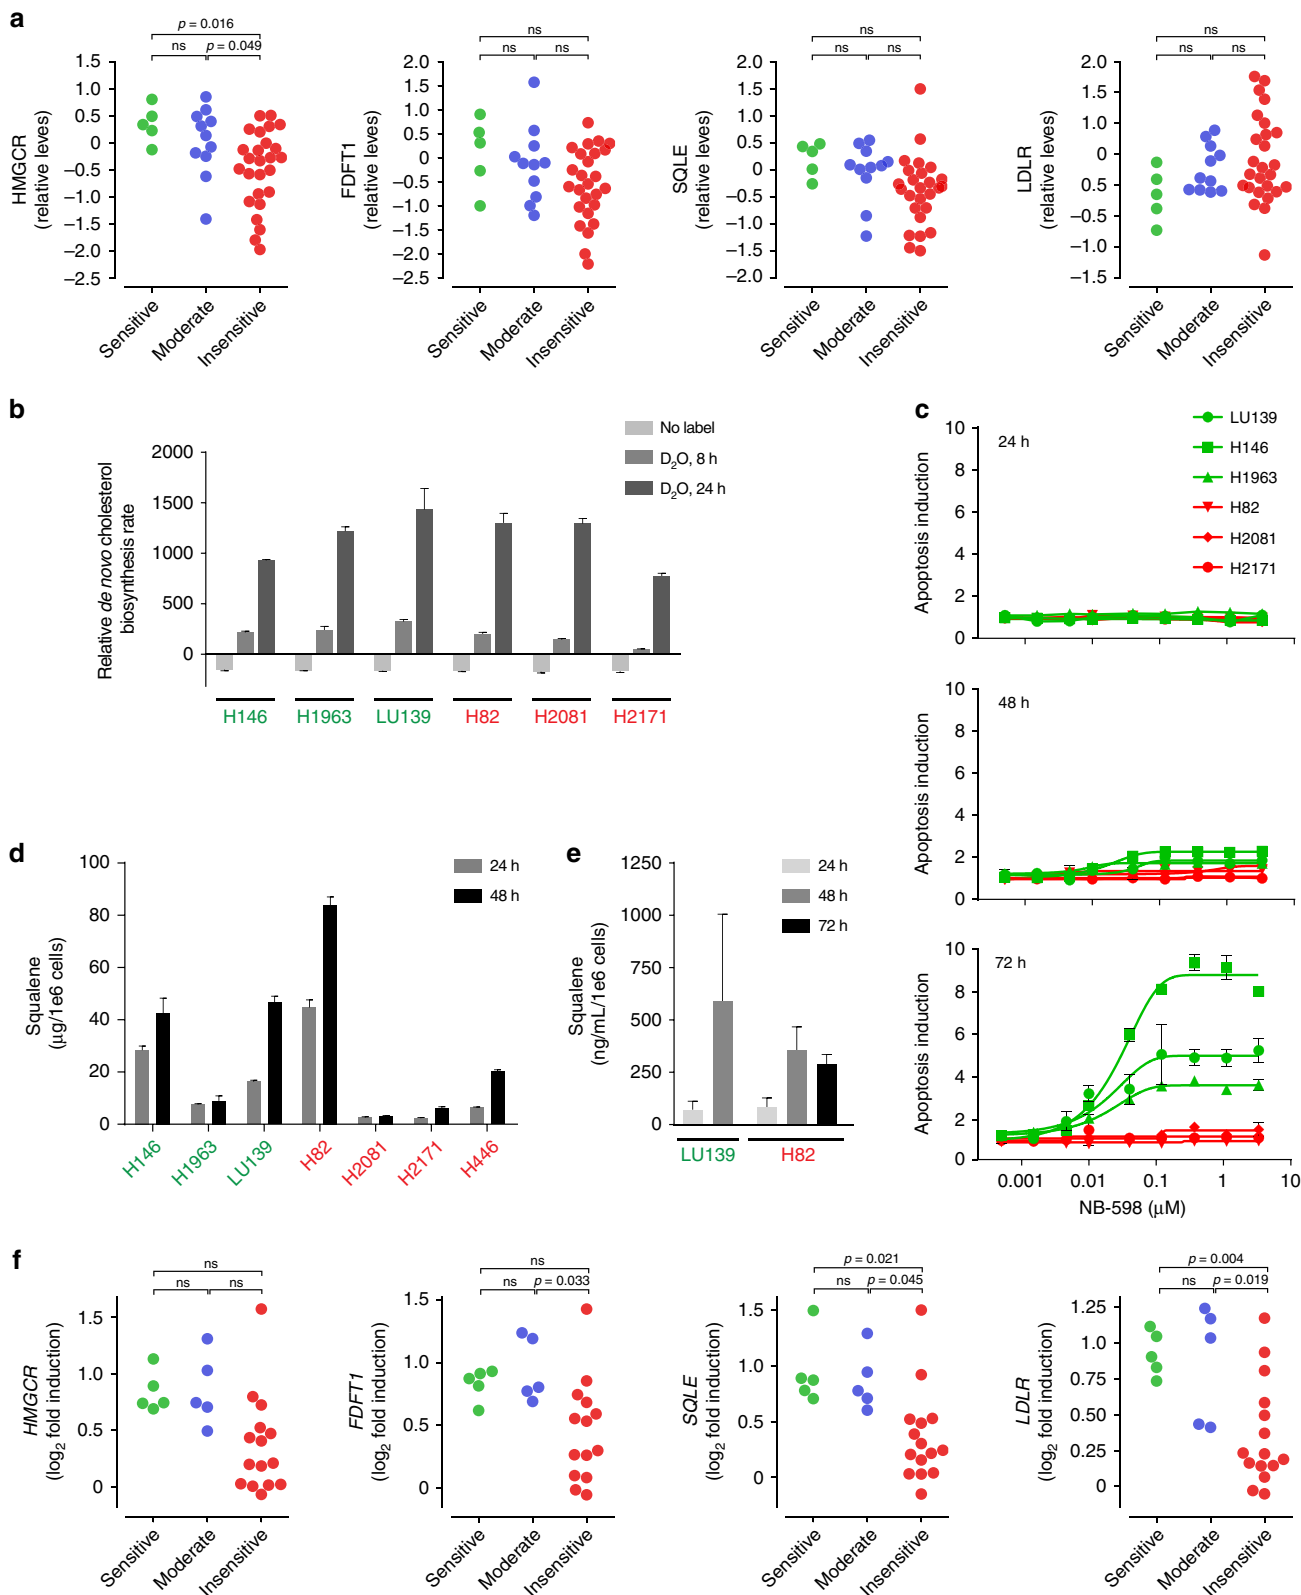 a
p = 0.016
ns
p = 0.049
HMGCR
(relative levels)
1.5
1.0
0.5
0
−0.5
−1.0
−1.5
−2.0
−2.5
Sensitive
Moderate
Insensitive
ns
ns
ns
FDFT1
(relative levels)
2.0
1.5
1.0
0.5
0
−0.5
−1.0
−1.5
−2.0
−2.5
Sensitive
Moderate
Insensitive
ns
ns
ns
SQLE
(relative levels)
2.0
1.5
1.0
0.5
0
−0.5
−1.0
−1.5
−2.0
Sensitive
Moderate
Insensitive
ns
ns
ns
LDLR
(relative levels)
2.0
1.5
1.0
0.5
0
0.5
−0.5
−1.0
−1.5
Sensitive
Moderate
Insensitive
b
Relative de novo cholesterol
biosynthesis rate
2000
1500
1000
500
0
No label
D₂O, 8 h
D₂O, 24 h
H146
H1963
LU139
H82
H2081
H2171
c
LU139
H146
H1963
H82
H2081
H2171
24 h
Apoptosis induction
10
8
6
4
2
0
48 h
Apoptosis induction
10
8
6
4
2
0
72 h
Apoptosis induction
10
8
6
4
2
0
0.001
0.01
0.1
1
10
NB-598 (μM)
d
Squalene
(μg/1e6 cells)
100
80
60
40
20
0
24 h
48 h
H146
H1963
LU139
H82
H2081
H2171
H446
e
Squalene
(ng/mL/1e6 cells)
1250
1000
750
500
250
0
24 h
48 h
72 h
LU139
H82
f
ns
ns
ns
HMGCR
(log₂ fold induction)
1.5
1.0
0.5
0
Sensitive
Moderate
Insensitive
ns
ns
p = 0.033
FDFT1
(log₂ fold induction)
1.5
1.0
0.5
0
Sensitive
Moderate
Insensitive
p = 0.021
ns
p = 0.045
SQLE
(log₂ fold induction)
1.5
1.0
0.5
0
Sensitive
Moderate
Insensitive
p = 0.004
ns
p = 0.019
LDLR
(log₂ fold induction)
1.25
1.0
0.50
0.25
0
Sensitive
Moderate
Insensitive